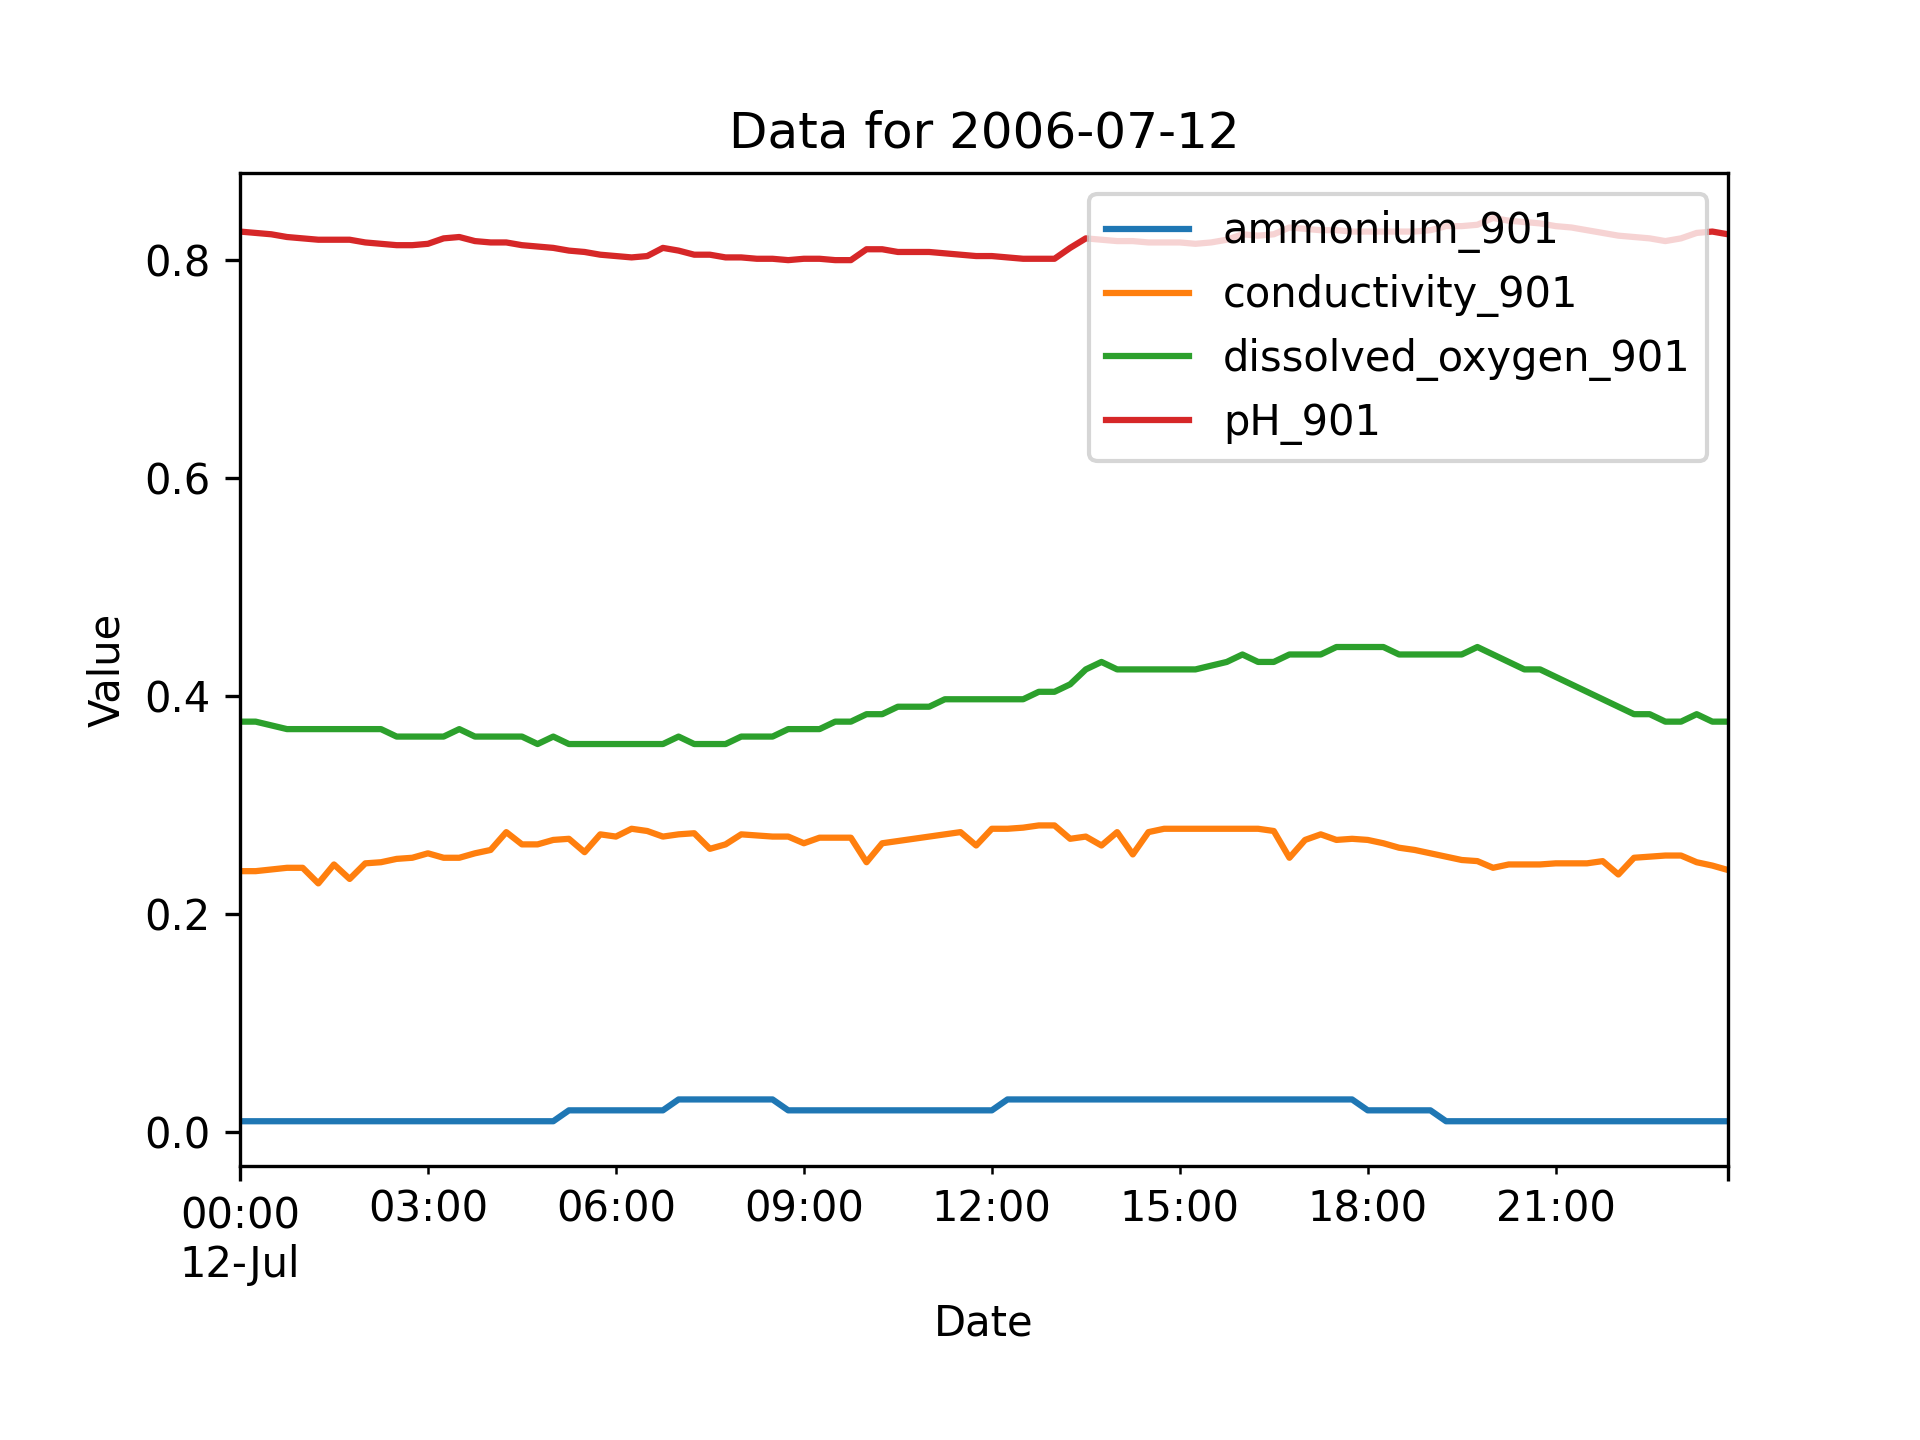 Data for 2006-07-12
ammonium_901
conductivity_901
dissolved_oxygen_901
pH_901
0.8
0.6
0.4
0.2
0.0
Value
00:00 03:00 06:00 09:00 12:00 15:00 18:00 21:00
12-Jul
Date